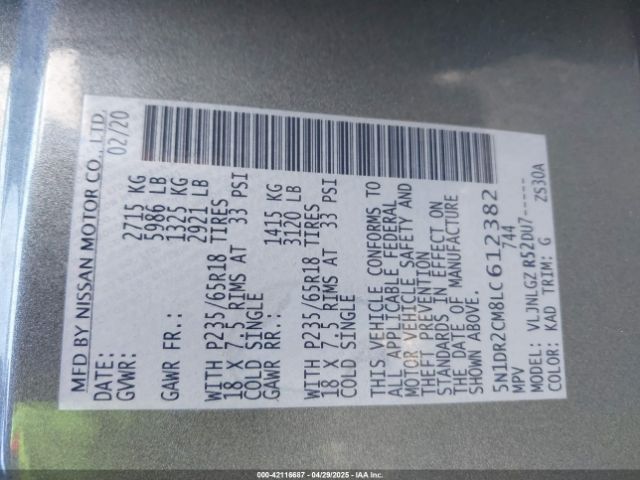 MFD BY NISSAN MOTOR CO., LTD.
DATE: 02/20
GVWR: 2715 KG
5986 LB
GAWR FR.: 1325 KG
2921 LB
WITH P235/65R18 TIRES
18 X 7.5 RIMS AT 33 PSI
COLD SINGLE
GAWR RR.: 1415 KG
3120 LB
WITH P235/65R18 TIRES
18 X 7.5 RIMS AT 33 PSI
COLD SINGLE
THIS VEHICLE CONFORMS TO
ALL APPLICABLE FEDERAL
MOTOR VEHICLE SAFETY AND
THEFT PREVENTION
STANDARDS IN EFFECT ON
THE DATE OF MANUFACTURE
SHOWN ABOVE.
5N1DR2CM8LC612382
MPV 744
MODEL: VLJNLGZ R52DU7-----
COLOR: KAD TRIM: G ZS30A
000-42116687 - 04/29/2025 - IAA Inc.